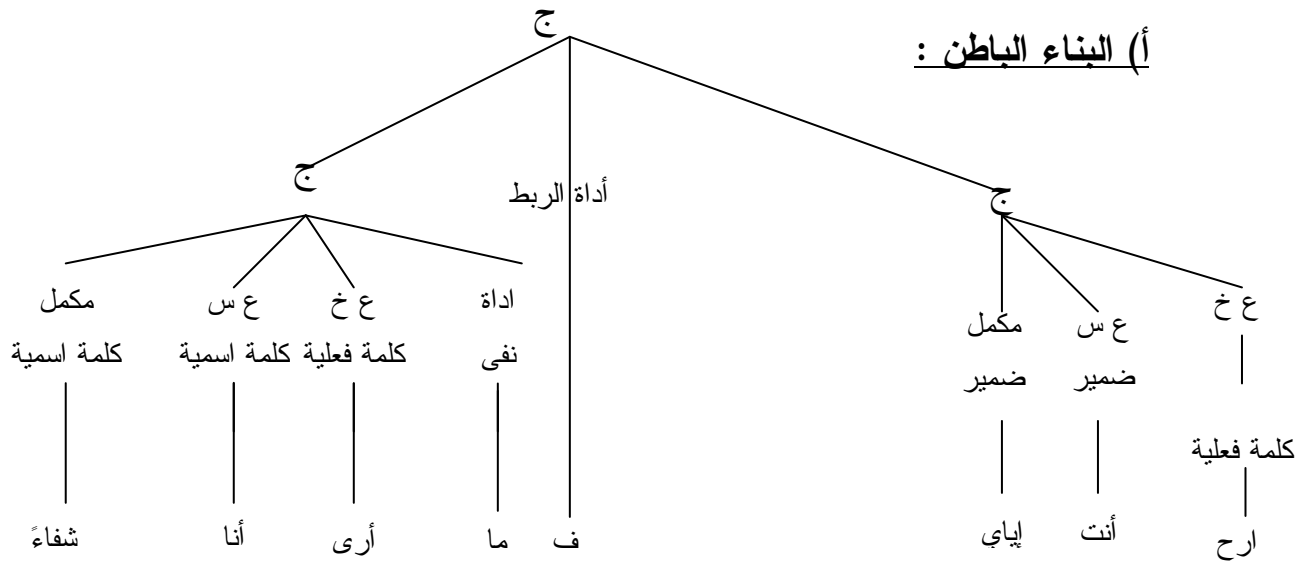 ج
أ) البناء الباطن :
ج
أداة الربط
ج
ع خ
ع س
مكمل
اداة
ع خ
ع س
مكمل
ضمير
ضمير
نفى
كلمة فعلية
كلمة اسمية
كلمة اسمية
كلمة فعلية
ارح
أنت
إياي
ف
ما
أرى
أنا
شفاءً